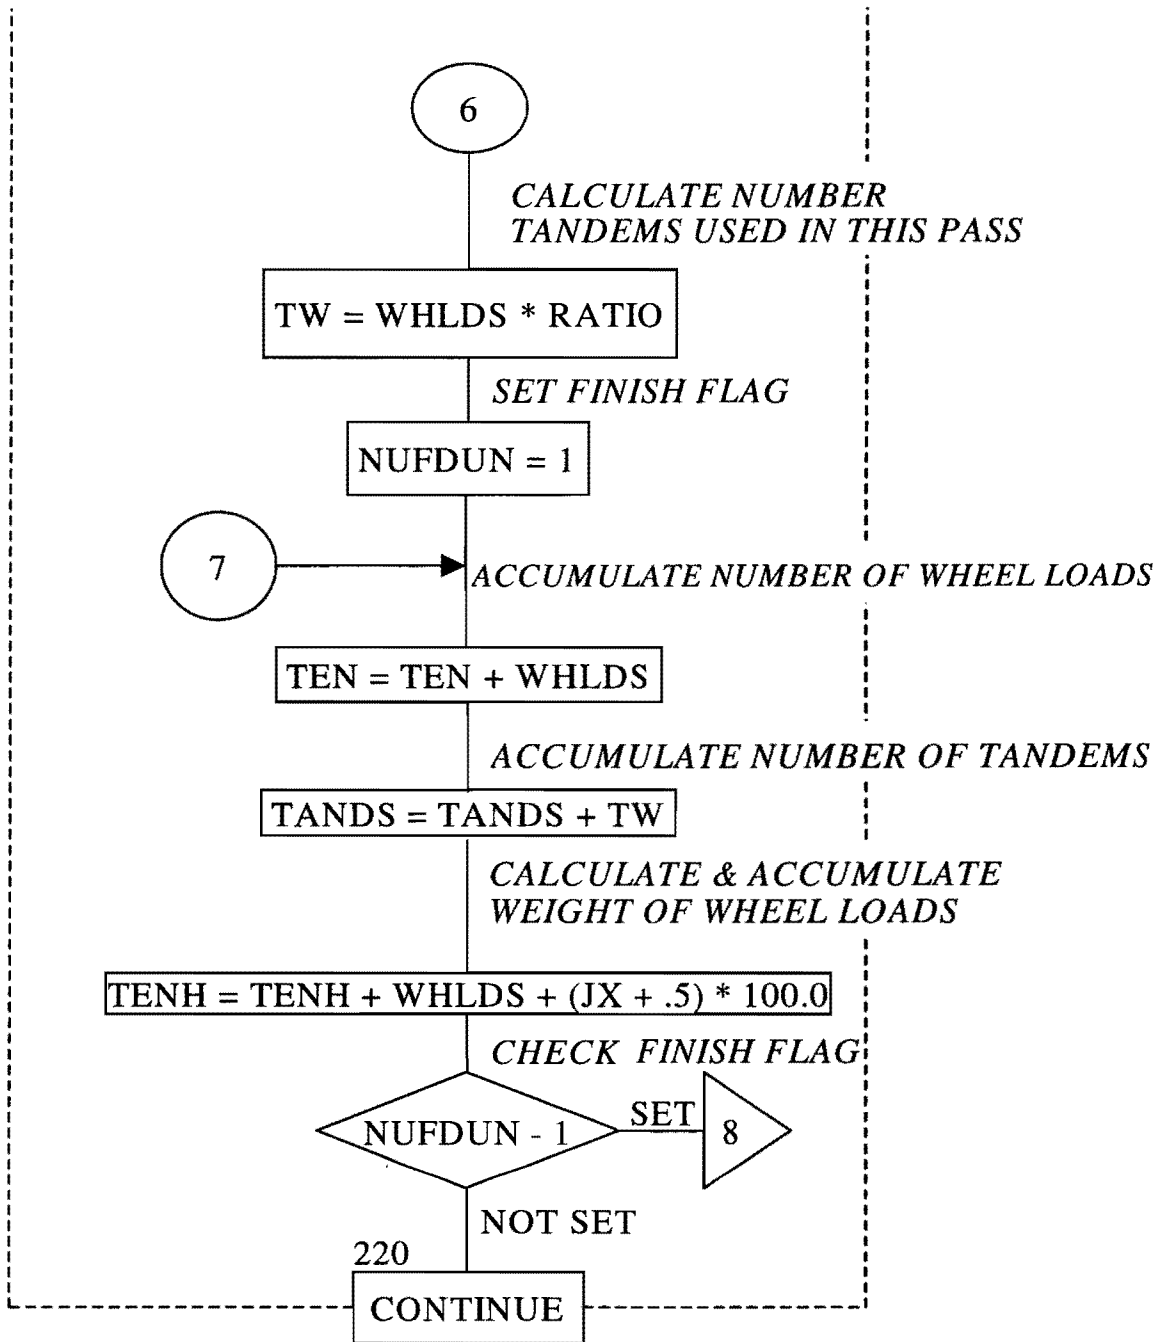 6
CALCULATE NUMBER
TANDEMS USED IN THIS PASS
TW = WHLDS * RATIO
SET FINISH FLAG
NUFDUN = 1
7
ACCUMULATE NUMBER OF WHEEL LOADS
TEN = TEN + WHLDS
ACCUMULATE NUMBER OF TANDEMS
TANDS = TANDS + TW
CALCULATE & ACCUMULATE
WEIGHT OF WHEEL LOADS
TENH = TENH + WHLDS + (JX + .5) * 100.0
CHECK FINISH FLAG
NUFDUN - 1
SET
8
NOT SET
220
CONTINUE